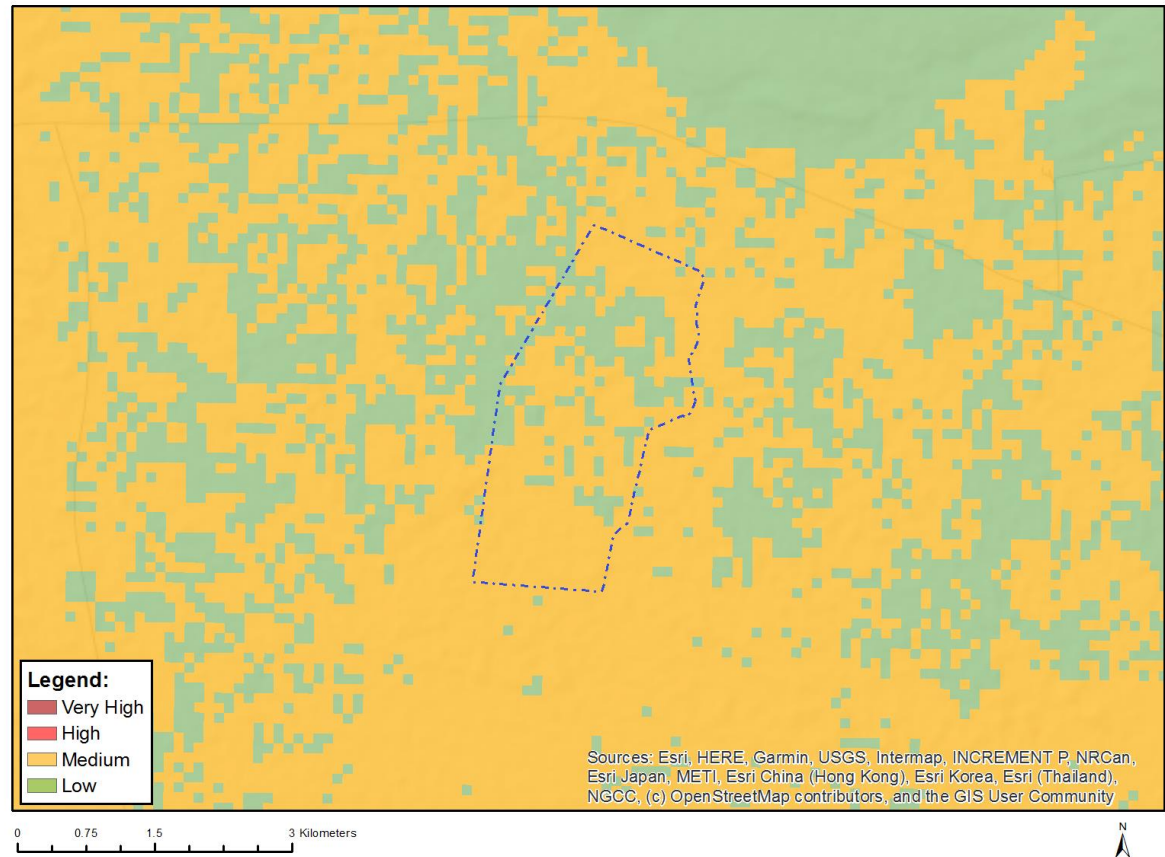 Legend:
Very High
High
Medium
Low
Sources: Esri, HERE, Garmin, USGS, Intermap, INCREMENT P, NRCan,
Esri Japan, METI, Esri China (Hong Kong), Esri Korea, Esri (Thailand),
NGCC, (c) OpenStreetMap contributors, and the GIS User Community
0 0.75 1.5 3 Kilometers
N